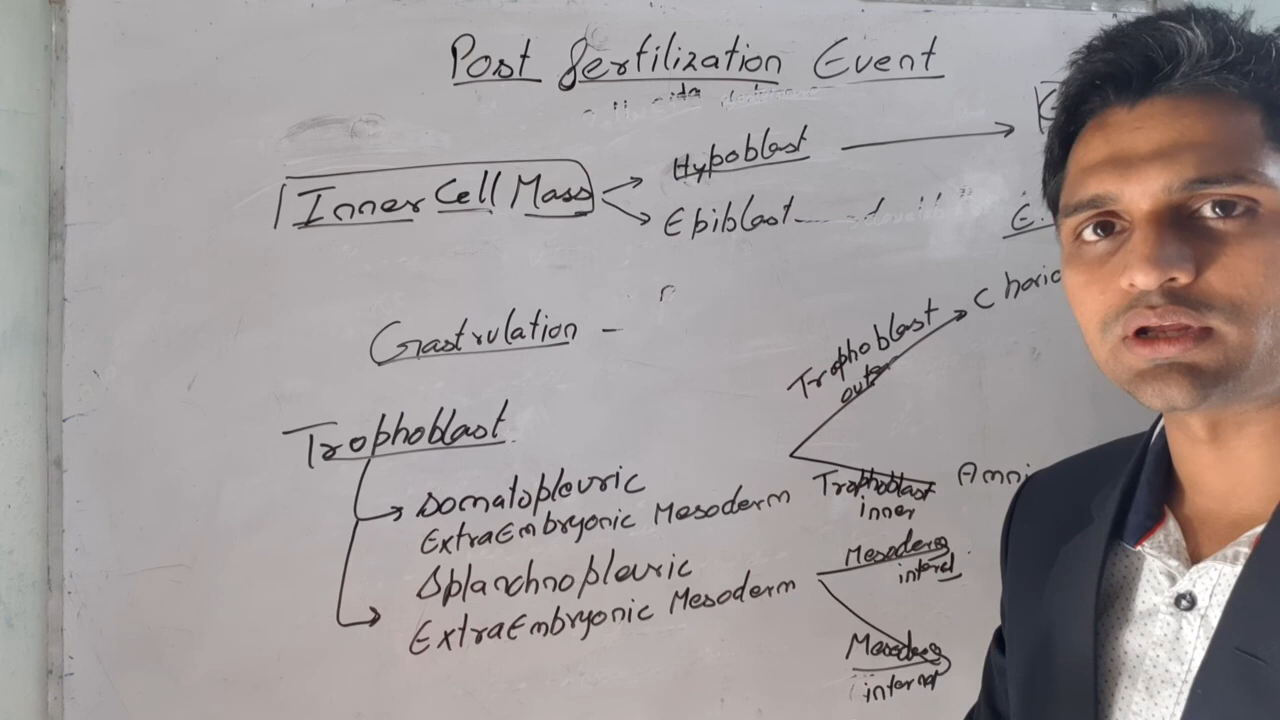 Post fertilization Event
Inner Cell Mass
Hypoblast
Epiblast
E.
Gastrulation -
Trophoblast outer
Chorio
Trophoblast
Trophoblast inner
Amni
Somatopleuric
ExtraEmbryonic Mesoderm
Splanchnopleuric
ExtraEmbryonic Mesoderm
Mesoderm
internal
Mesoderm
internal